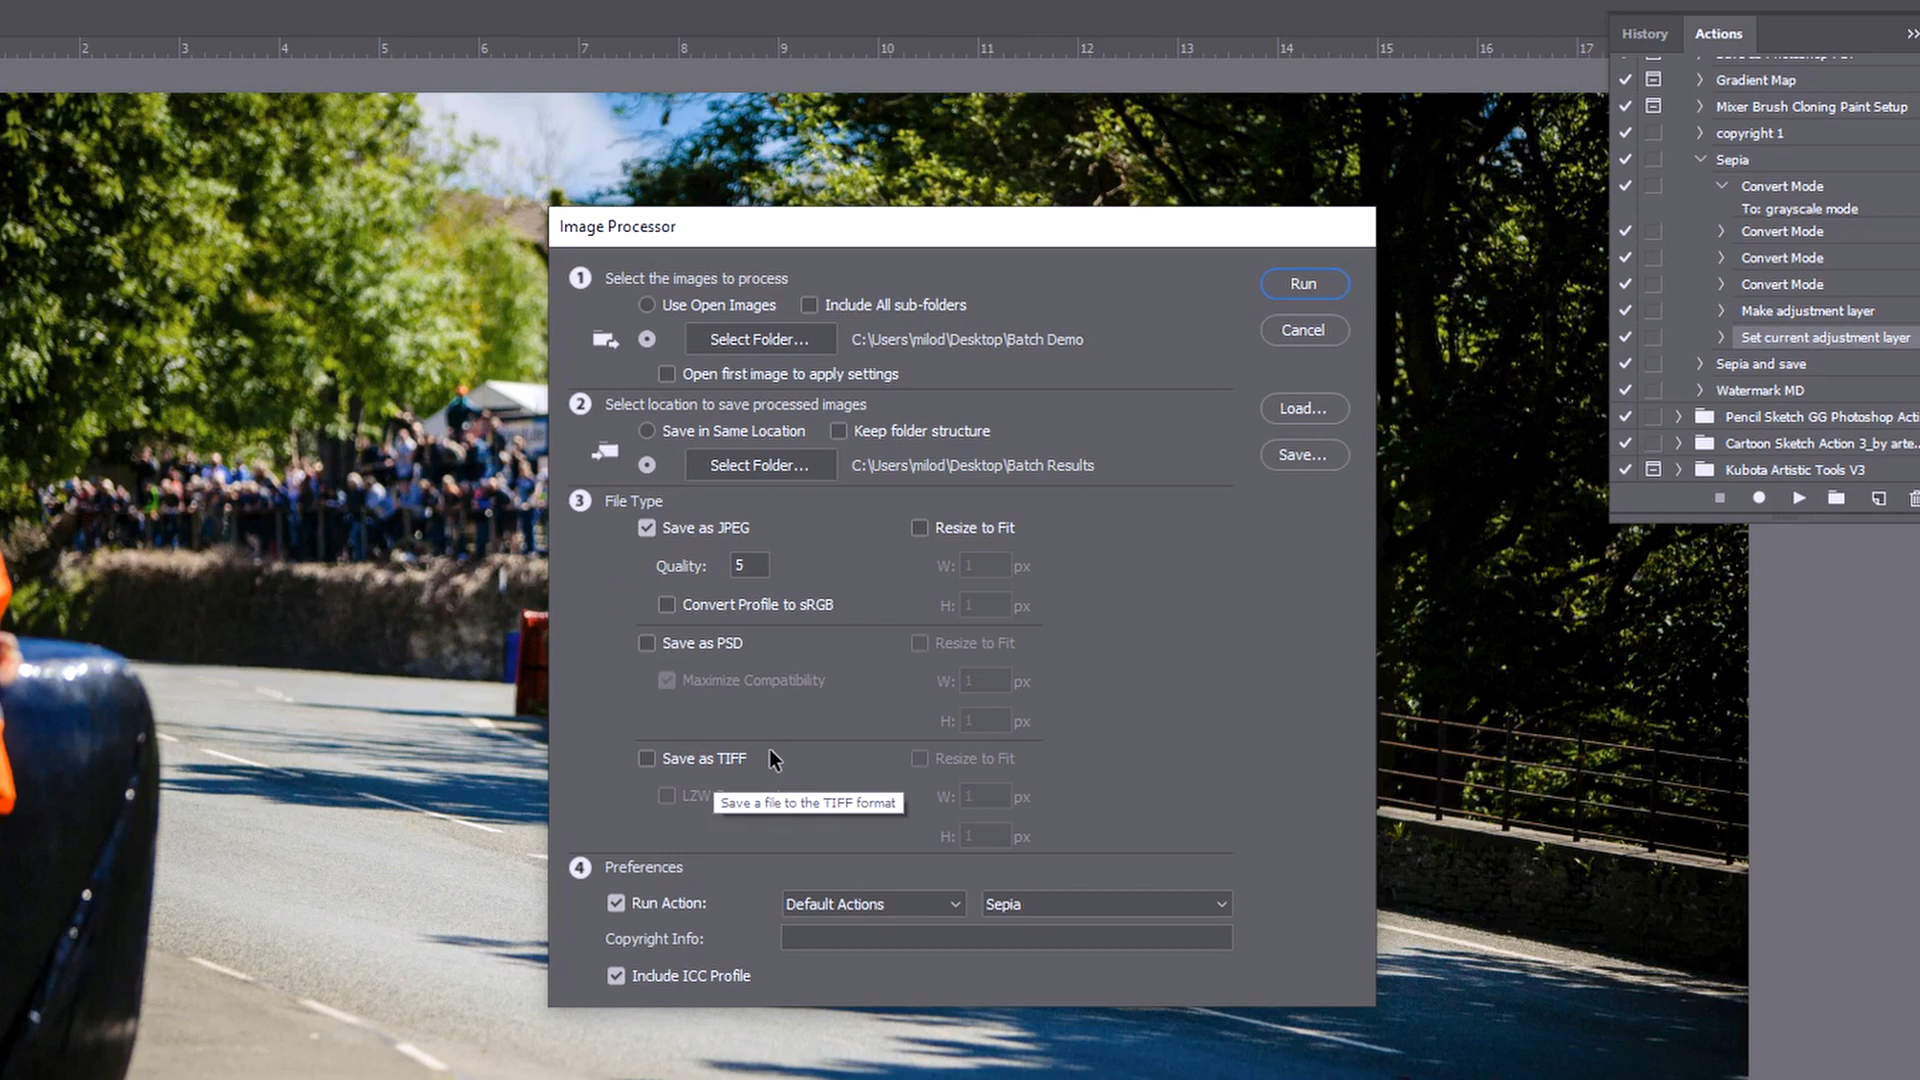 2 3 4 5 6 7 8 9 10 11 12 13 14 15 16 17
History Actions
Gradient Map
Mixer Brush Cloning Paint Setup
copyright 1
Sepia
Convert Mode
To: grayscale mode
Convert Mode
Convert Mode
Convert Mode
Make adjustment layer
Set current adjustment layer
Sepia and save
Watermark MD
Pencil Sketch GG Photoshop Acti
Cartoon Sketch Action 3_by arte...
Kubota Artistic Tools V3
Image Processor
1 Select the images to process
Use Open Images Include All sub-folders
Select Folder... C:\Users\milod\Desktop\Batch Demo
Open first image to apply settings
2 Select location to save processed images
Save in Same Location Keep folder structure
Select Folder... C:\Users\milod\Desktop\Batch Results
3 File Type
Save as JPEG Resize to Fit
Quality: 5 W: 1 px
Convert Profile to sRGB H: 1 px
Save as PSD Resize to Fit
Maximize Compatibility W: 1 px
H: 1 px
Save as TIFF Resize to Fit
LZW W: 1 px
Save a file to the TIFF format
H: 1 px
4 Preferences
Run Action: Default Actions Sepia
Copyright Info:
Include ICC Profile
Run
Cancel
Load...
Save...